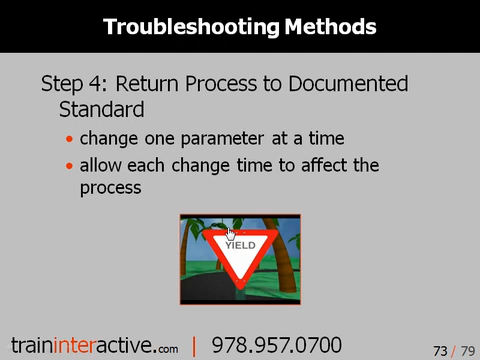 Troubleshooting Methods
Step 4: Return Process to Documented
Standard
• change one parameter at a time
• allow each change time to affect the
process
YIELD
traininteractive.com | 978.957.0700
73 / 79